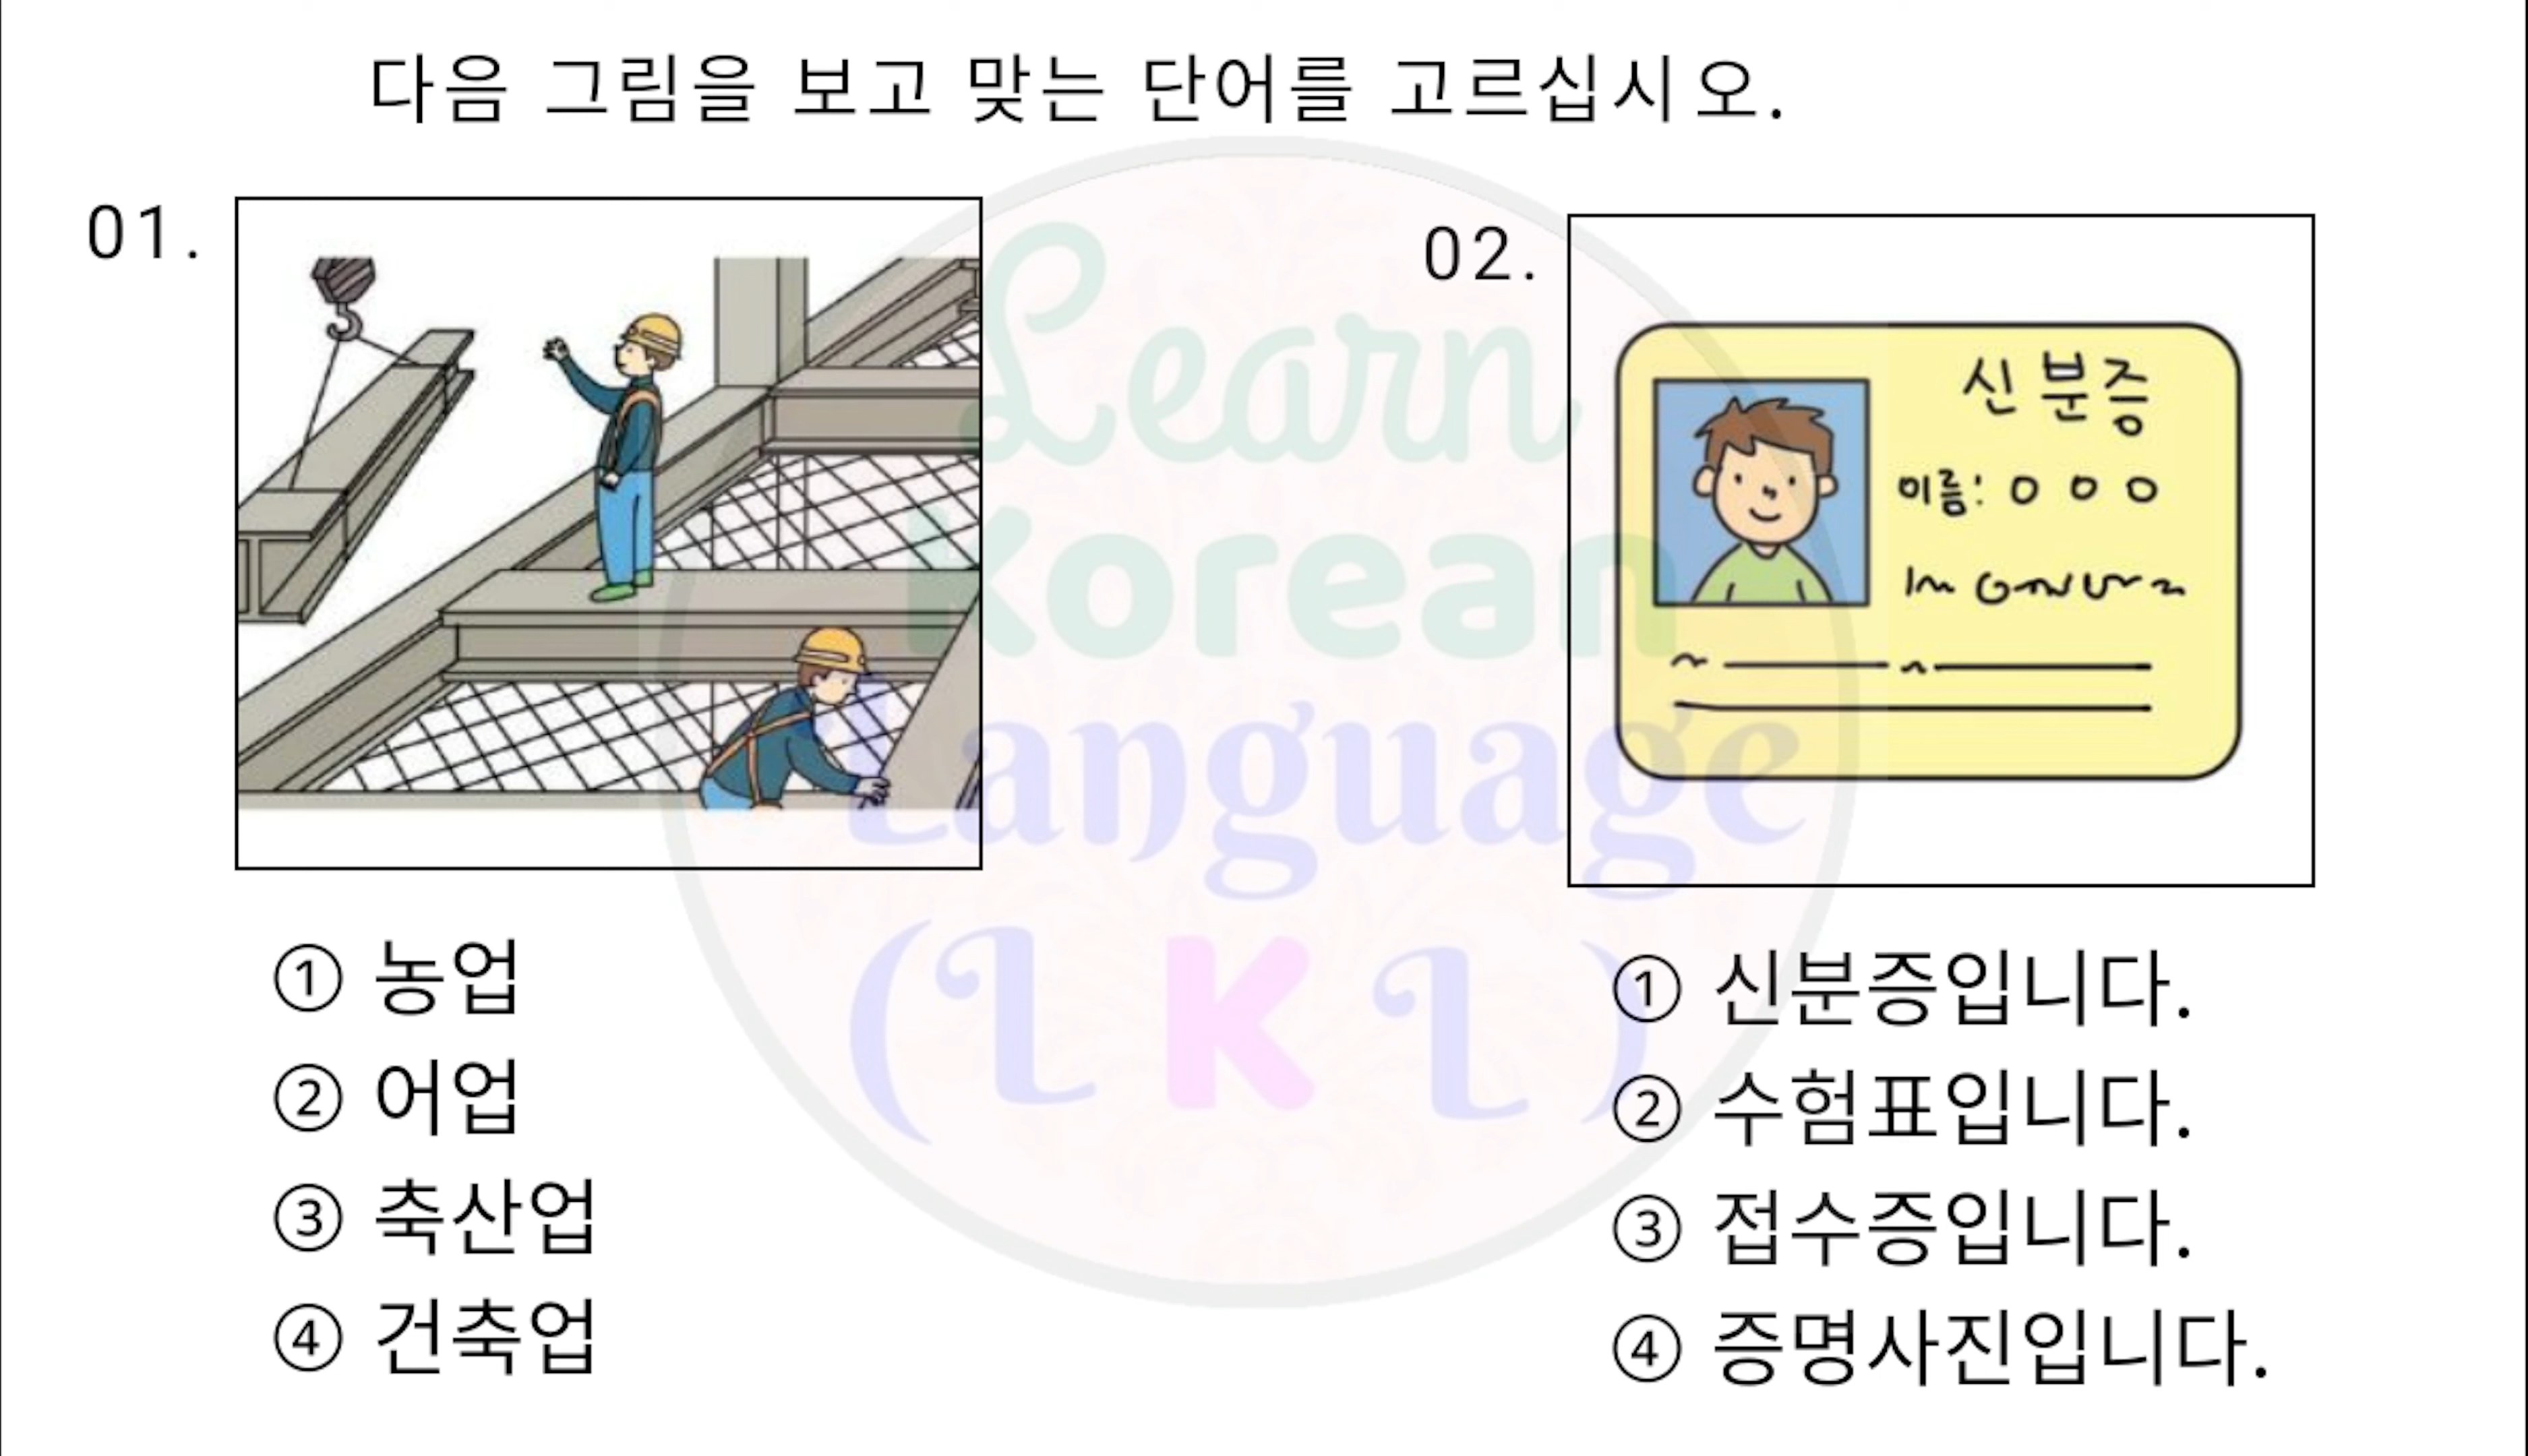 다음 그림을 보고 맞는 단어를 고르십시오.
01.
① 농업
② 어업
③ 축산업
④ 건축업
02.
신분증
이름: O O O
① 신분증입니다.
② 수험표입니다.
③ 접수증입니다.
④ 증명사진입니다.
Learn
Korean
Language
(L K L)